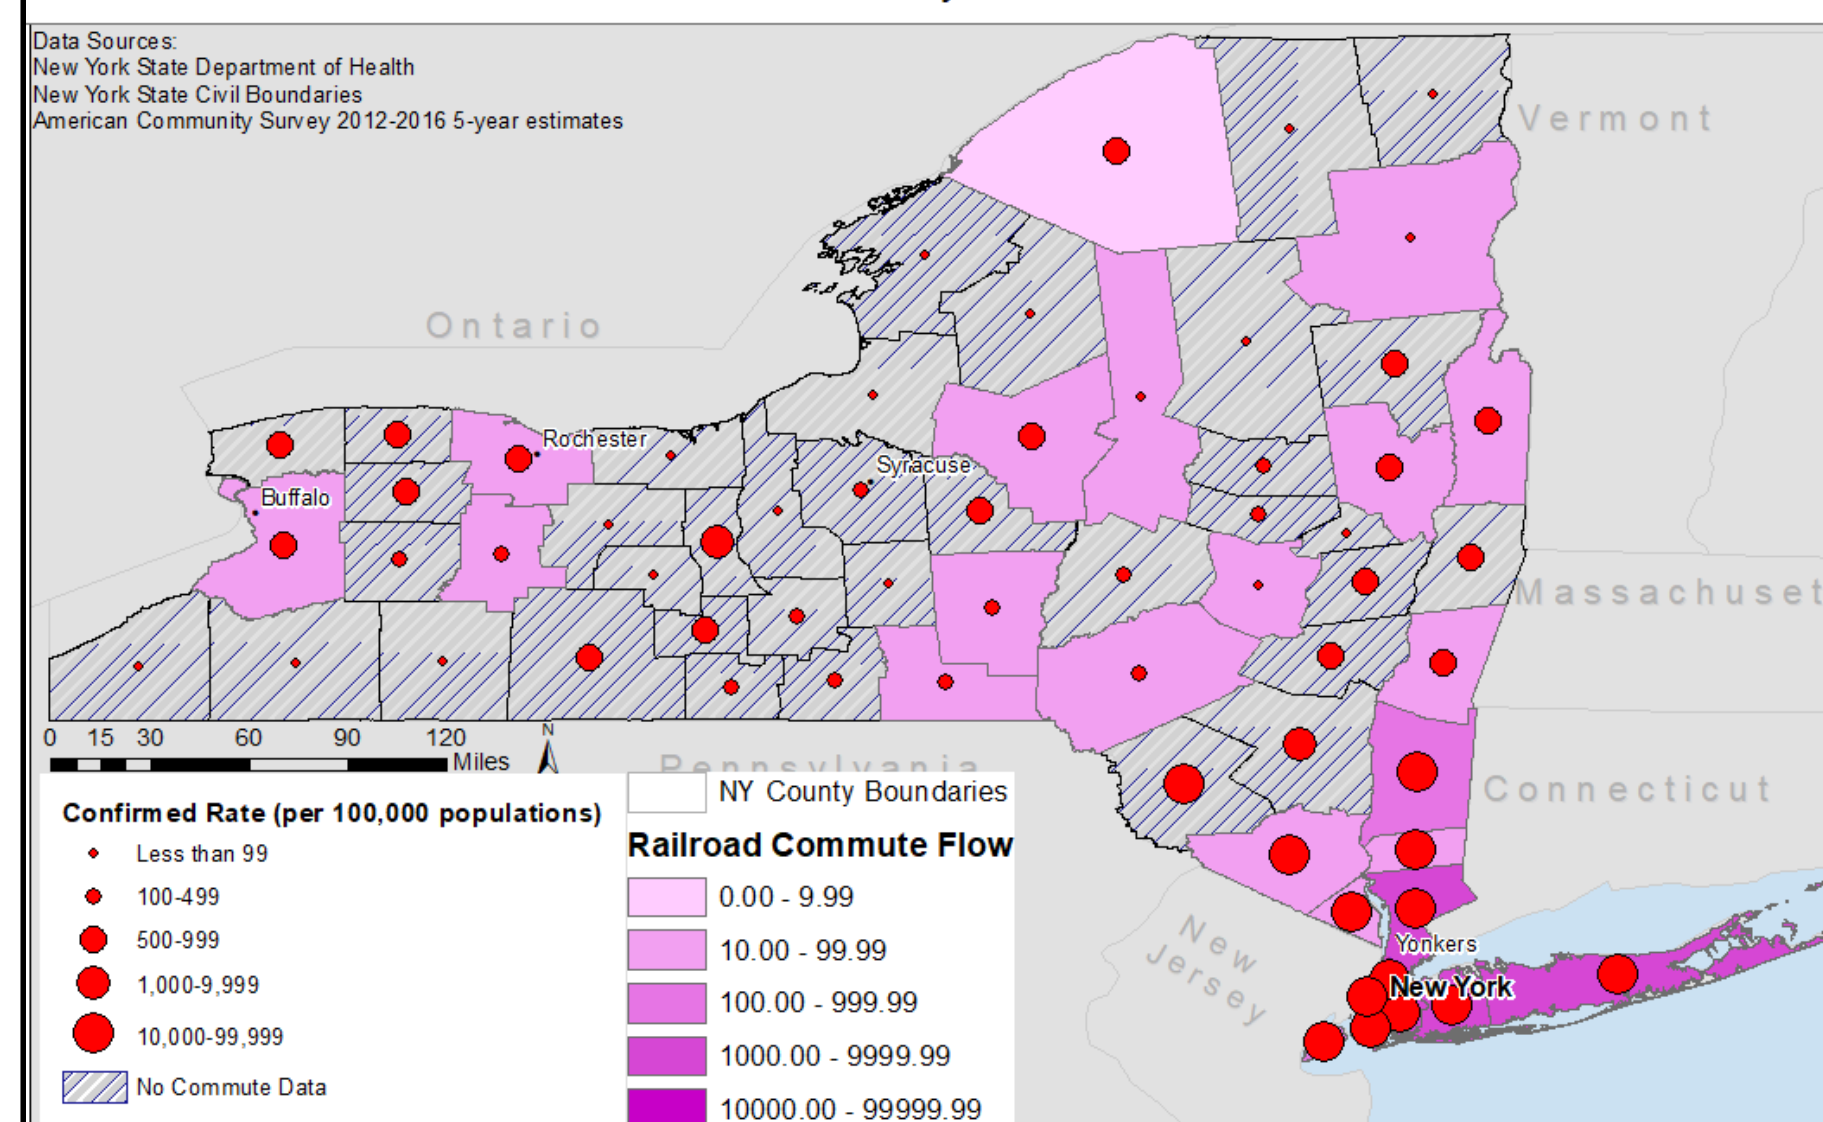 Data Sources:
New York State Department of Health
New York State Civil Boundaries
American Community Survey 2012-2016 5-year estimates
Vermont
Ontario
Rochester
Syracuse
Buffalo
Massachuset
0 15 30 60 90 120
Miles
N
Pennsylvania
Connecticut
New
Jersey
Yonkers
New York
Confirmed Rate (per 100,000 populations)
Less than 99
100-499
500-999
1,000-9,999
10,000-99,999
No Commute Data
NY County Boundaries
Railroad Commute Flow
0.00 - 9.99
10.00 - 99.99
100.00 - 999.99
1000.00 - 9999.99
10000.00 - 99999.99